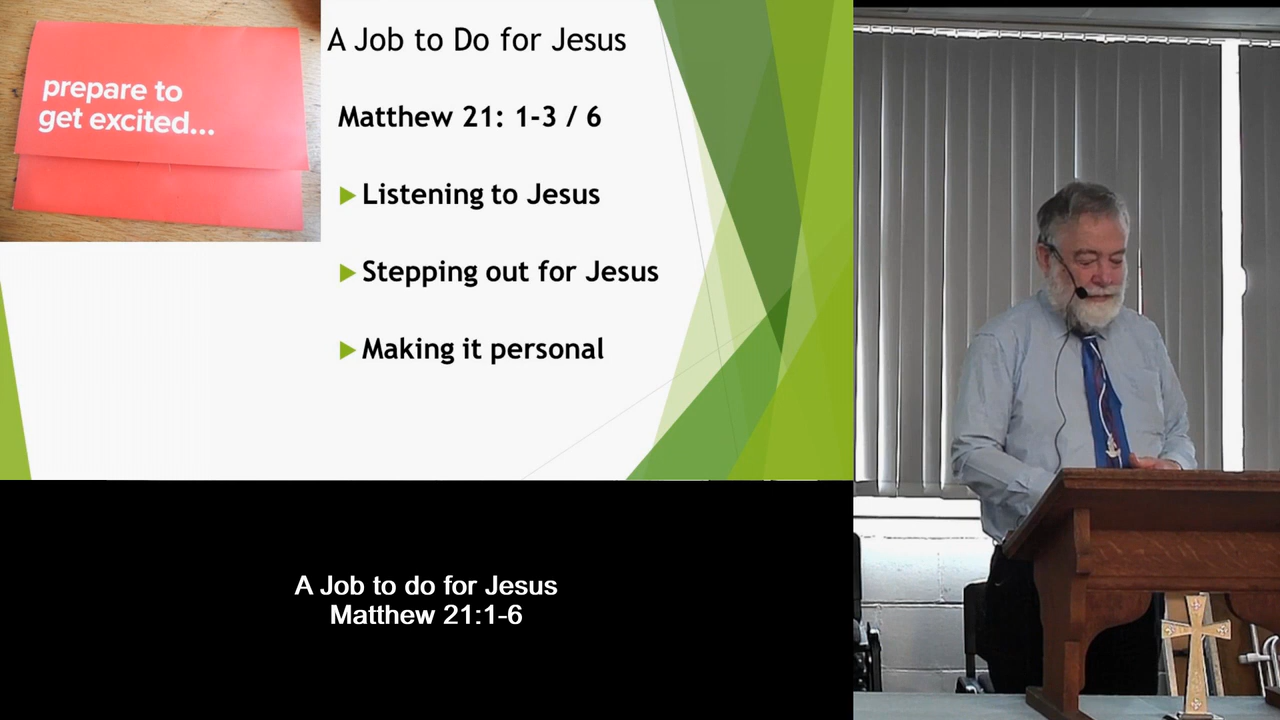 prepare to
get excited...
A Job to Do for Jesus
Matthew 21: 1-3 / 6
Listening to Jesus
Stepping out for Jesus
Making it personal
A Job to do for Jesus
Matthew 21:1-6